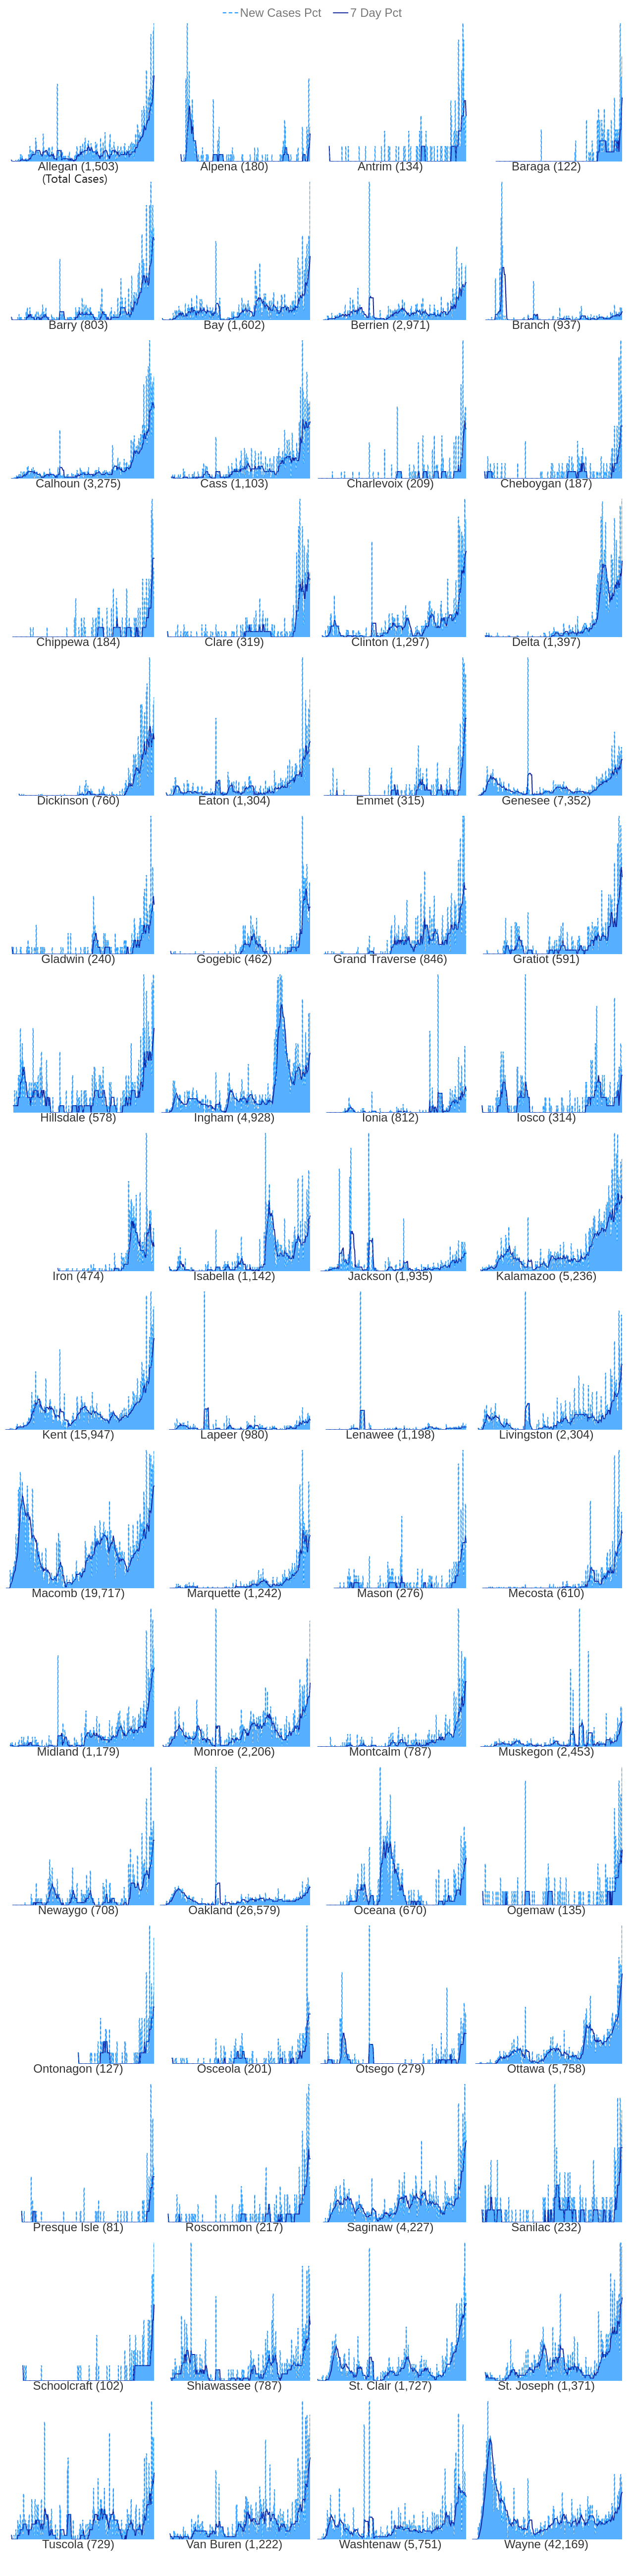 New Cases Pct 7 Day Pct
Allegan (1,503) Alpena (180) Antrim (134) Baraga (122)
(Total Cases)
Barry (803) Bay (1,602) Berrien (2,971) Branch (937)
Calhoun (3,275) Cass (1,103) Charlevoix (209) Cheboygan (187)
Chippewa (184) Clare (319) Clinton (1,297) Delta (1,397)
Dickinson (760) Eaton (1,304) Emmet (315) Genesee (7,352)
Gladwin (240) Gogebic (462) Grand Traverse (846) Gratiot (591)
Hillsdale (578) Ingham (4,928) Ionia (812) Iosco (314)
Iron (474) Isabella (1,142) Jackson (1,935) Kalamazoo (5,236)
Kent (15,947) Lapeer (980) Lenawee (1,198) Livingston (2,304)
Macomb (19,717) Marquette (1,242) Mason (276) Mecosta (610)
Midland (1,179) Monroe (2,206) Montcalm (787) Muskegon (2,453)
Newaygo (708) Oakland (26,579) Oceana (670) Ogemaw (135)
Ontonagon (127) Osceola (201) Otsego (279) Ottawa (5,758)
Presque Isle (81) Roscommon (217) Saginaw (4,227) Sanilac (232)
Schoolcraft (102) Shiawassee (787) St. Clair (1,727) St. Joseph (1,371)
Tuscola (729) Van Buren (1,222) Washtenaw (5,751) Wayne (42,169)